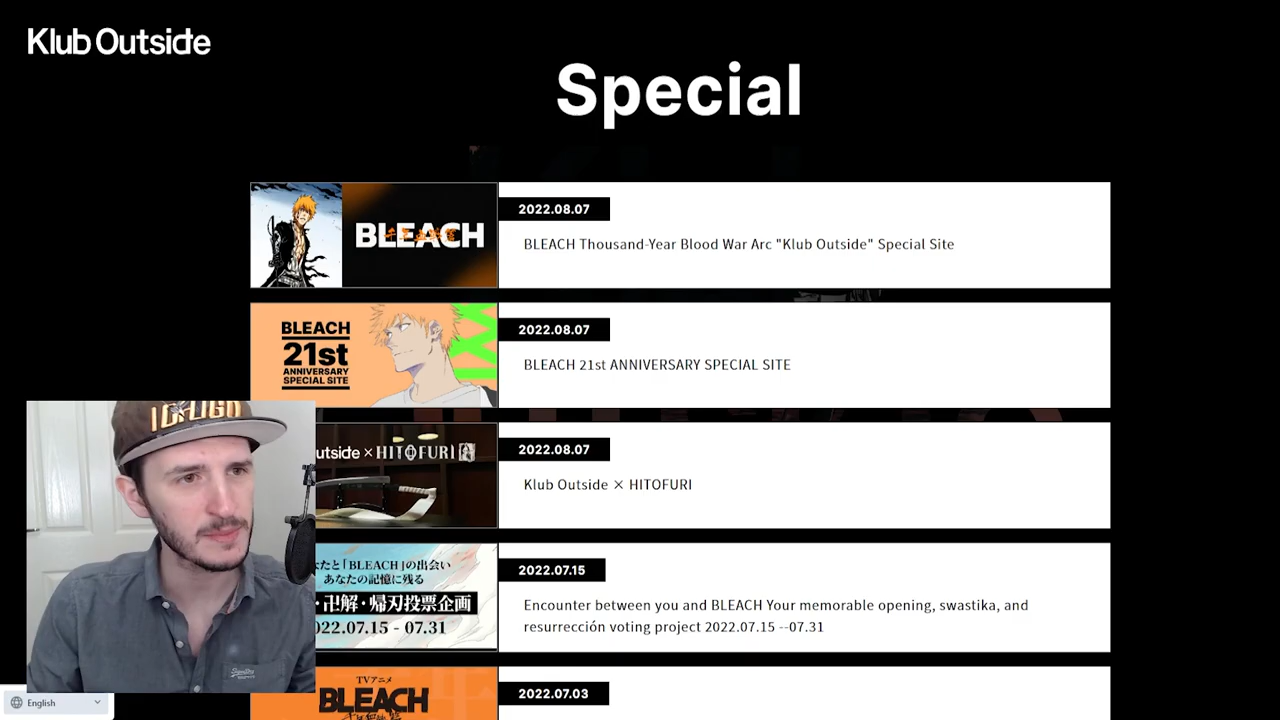 Klub Outside
Special
BLEACH
2022.08.07
BLEACH Thousand-Year Blood War Arc "Klub Outside" Special Site
BLEACH
21st
ANNIVERSARY
SPECIAL SITE
2022.08.07
BLEACH 21st ANNIVERSARY SPECIAL SITE
utside × HITOFURI
2022.08.07
Klub Outside × HITOFURI
たと「BLEACH」の出会い
あなたの記憶に残る
・卍解・帰刃投票企画
022.07.15 - 07.31
2022.07.15
Encounter between you and BLEACH Your memorable opening, swastika, and
resurrección voting project 2022.07.15 --07.31
TVアニメ
BLEACH
2022.07.03
English